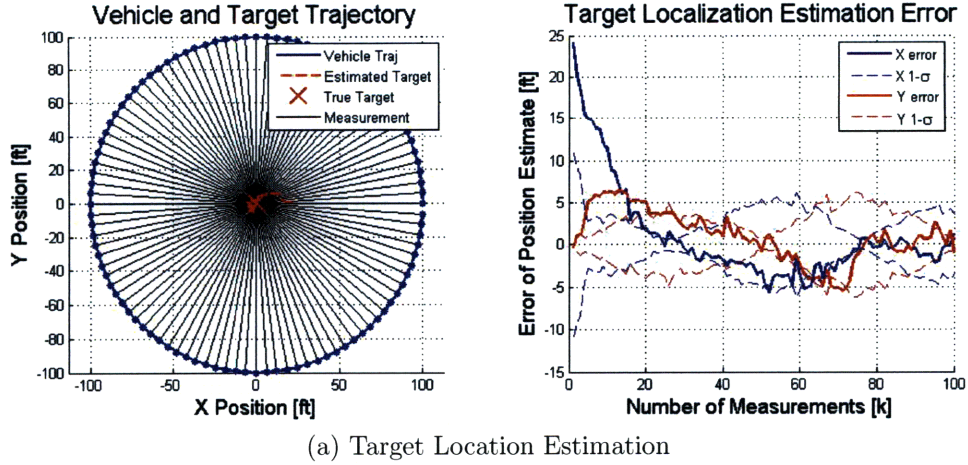 Vehicle and Target Trajectory
Vehicle Traj
Estimated Target
True Target
Measurement
Y Position [ft]
100
80
60
40
20
0
-20
-40
-60
-80
-100
-100
-50
0
50
100
X Position [ft]
Target Localization Estimation Error
X error
X 1-σ
Y error
Y 1-σ
Error of Position Estimate [ft]
25
20
15
10
5
0
-5
-10
-15
0
20
40
60
80
100
Number of Measurements [k]
(a) Target Location Estimation